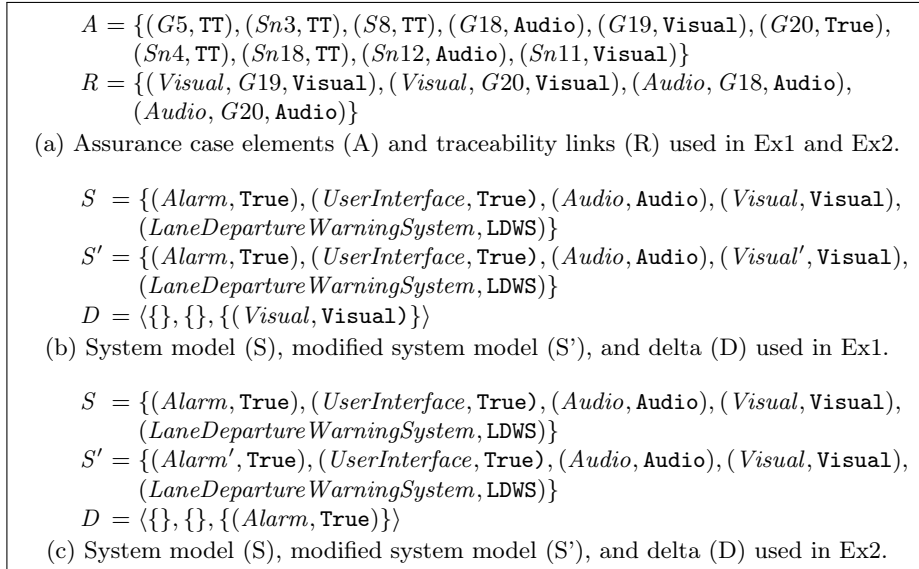 A = {(G5, TT), (Sn3, TT), (S8, TT), (G18, Audio), (G19, Visual), (G20, True),
(Sn4, TT), (Sn18, TT), (Sn12, Audio), (Sn11, Visual)}
R = {(Visual, G19, Visual), (Visual, G20, Visual), (Audio, G18, Audio),
(Audio, G20, Audio)}
(a) Assurance case elements (A) and traceability links (R) used in Ex1 and Ex2.
S = {(Alarm, True), (UserInterface, True), (Audio, Audio), (Visual, Visual),
(LaneDepartureWarningSystem, LDWS)}
S′ = {(Alarm, True), (UserInterface, True), (Audio, Audio), (Visual′, Visual),
(LaneDepartureWarningSystem, LDWS)}
D = ⟨{}, {}, {(Visual, Visual)}⟩
(b) System model (S), modified system model (S’), and delta (D) used in Ex1.
S = {(Alarm, True), (UserInterface, True), (Audio, Audio), (Visual, Visual),
(LaneDepartureWarningSystem, LDWS)}
S′ = {(Alarm′, True), (UserInterface, True), (Audio, Audio), (Visual, Visual),
(LaneDepartureWarningSystem, LDWS)}
D = ⟨{}, {}, {(Alarm, True)}⟩
(c) System model (S), modified system model (S’), and delta (D) used in Ex2.